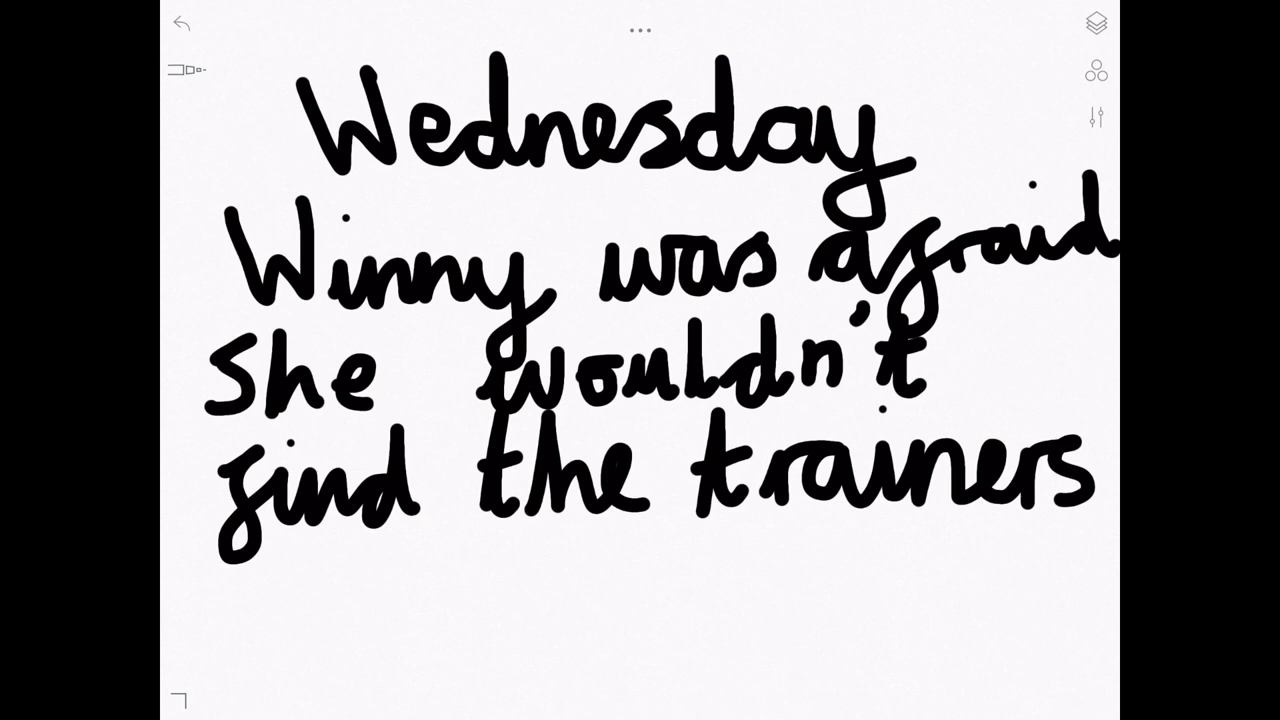 Wednesday
Winny was afraid
She wouldn't
find the trainers